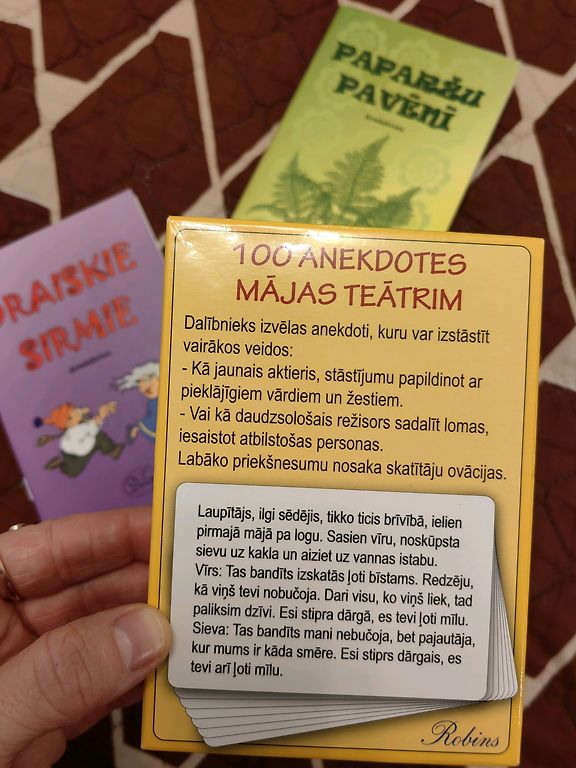 PAPARŽU
PAVĒNĪ
Anekdotes
SIRMIE
Anekdotes
100 ANEKDOTES
MĀJAS TEĀTRIM
Dalībnieks izvēlas anekdoti, kuru var izstāstīt
vairākos veidos:
- Kā jaunais aktieris, stāstījumu papildinot ar
pieklājīgiem vārdiem un žestiem.
- Vai kā daudzsološais režisors sadalīt lomas,
iesaistot atbilstošas personas.
Labāko priekšnesumu nosaka skatītāju ovācijas.
Laupītājs, ilgi sēdējis, tikko ticis brīvībā, ielien
pirmajā mājā pa logu. Sasien vīru, noskūpsta
sievu uz kakla un aiziet uz vannas istabu.
Vīrs: Tas bandīts izskatās ļoti bīstams. Redzēju,
kā viņš tevi nobučoja. Dari visu, ko viņš liek, tad
paliksim dzīvi. Esi stipra dārgā, es tevi ļoti mīlu.
Sieva: Tas bandīts mani nebučoja, bet pajautāja,
kur mums ir kāda smēre. Esi stiprs dārgais, es
tevi arī ļoti mīlu.
Robins